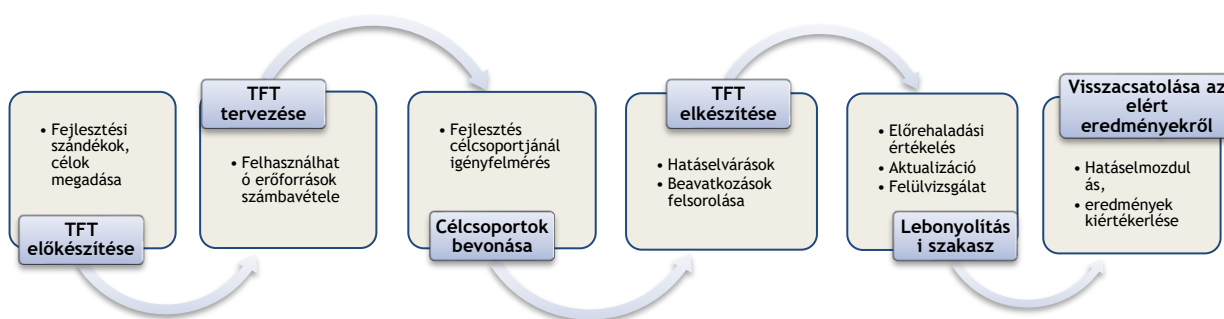 • Fejlesztési
szándékok,
célok
megadása
TFT
előkészítése
TFT
tervezése
• Felhasználhat
ó erőforrások
számbavétele
• Fejlesztés
célcsoportjánál
igényfelmérés
Célcsoportok
bevonása
TFT
elkészítése
• Hatáselvárások
• Beavatkozások
felsorolása
• Előrehaladási
értékelés
• Aktualizáció
• Felülvizsgálat
Lebonyolítás
i szakasz
Visszacsatolása az
elért
eredményekről
• Hatáselmozdul
ás,
• eredmények
kiértékerlése